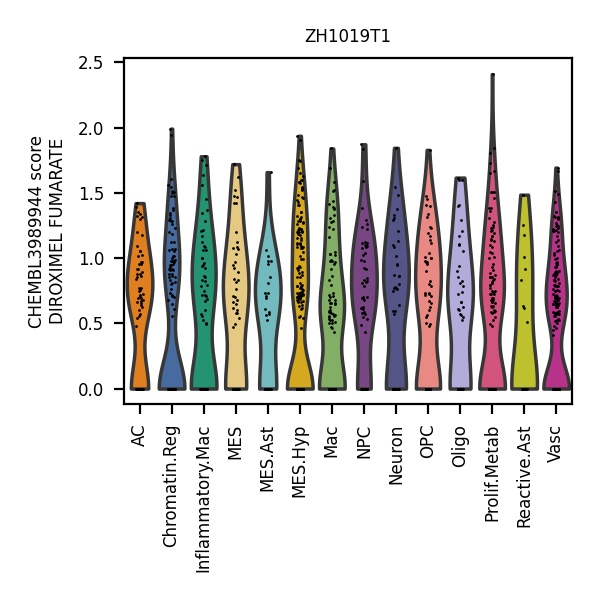 ZH1019T1
CHEMBL3989944 score
DIROXIMEL FUMARATE
2.5
2.0
1.5
1.0
0.5
0.0
AC
Chromatin.Reg
Inflammatory.Mac
MES
MES.Ast
MES.Hyp
Mac
NPC
Neuron
OPC
Oligo
Prolif.Metab
Reactive.Ast
Vasc